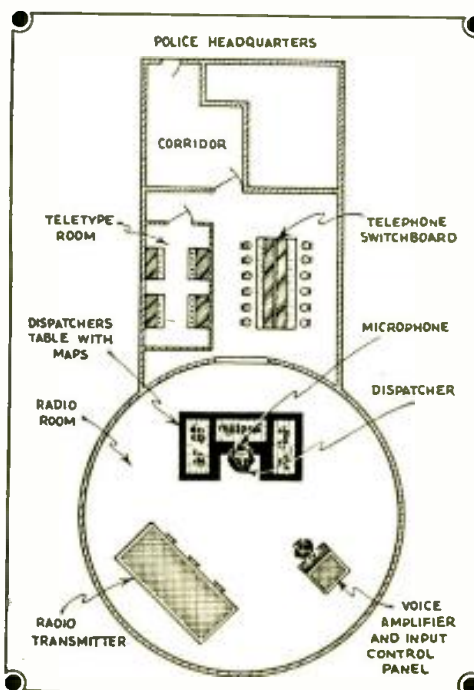 POLICE HEADQUARTERS
CORRIDOR
TELETYPE
ROOM
TELEPHONE
SWITCHBOARD
DISPATCHERS
TABLE WITH
MAPS
MICROPHONE
DISPATCHER
RADIO
ROOM
RADIO
TRANSMITTER
VOICE
AMPLIFIER
AND INPUT
CONTROL
PANEL